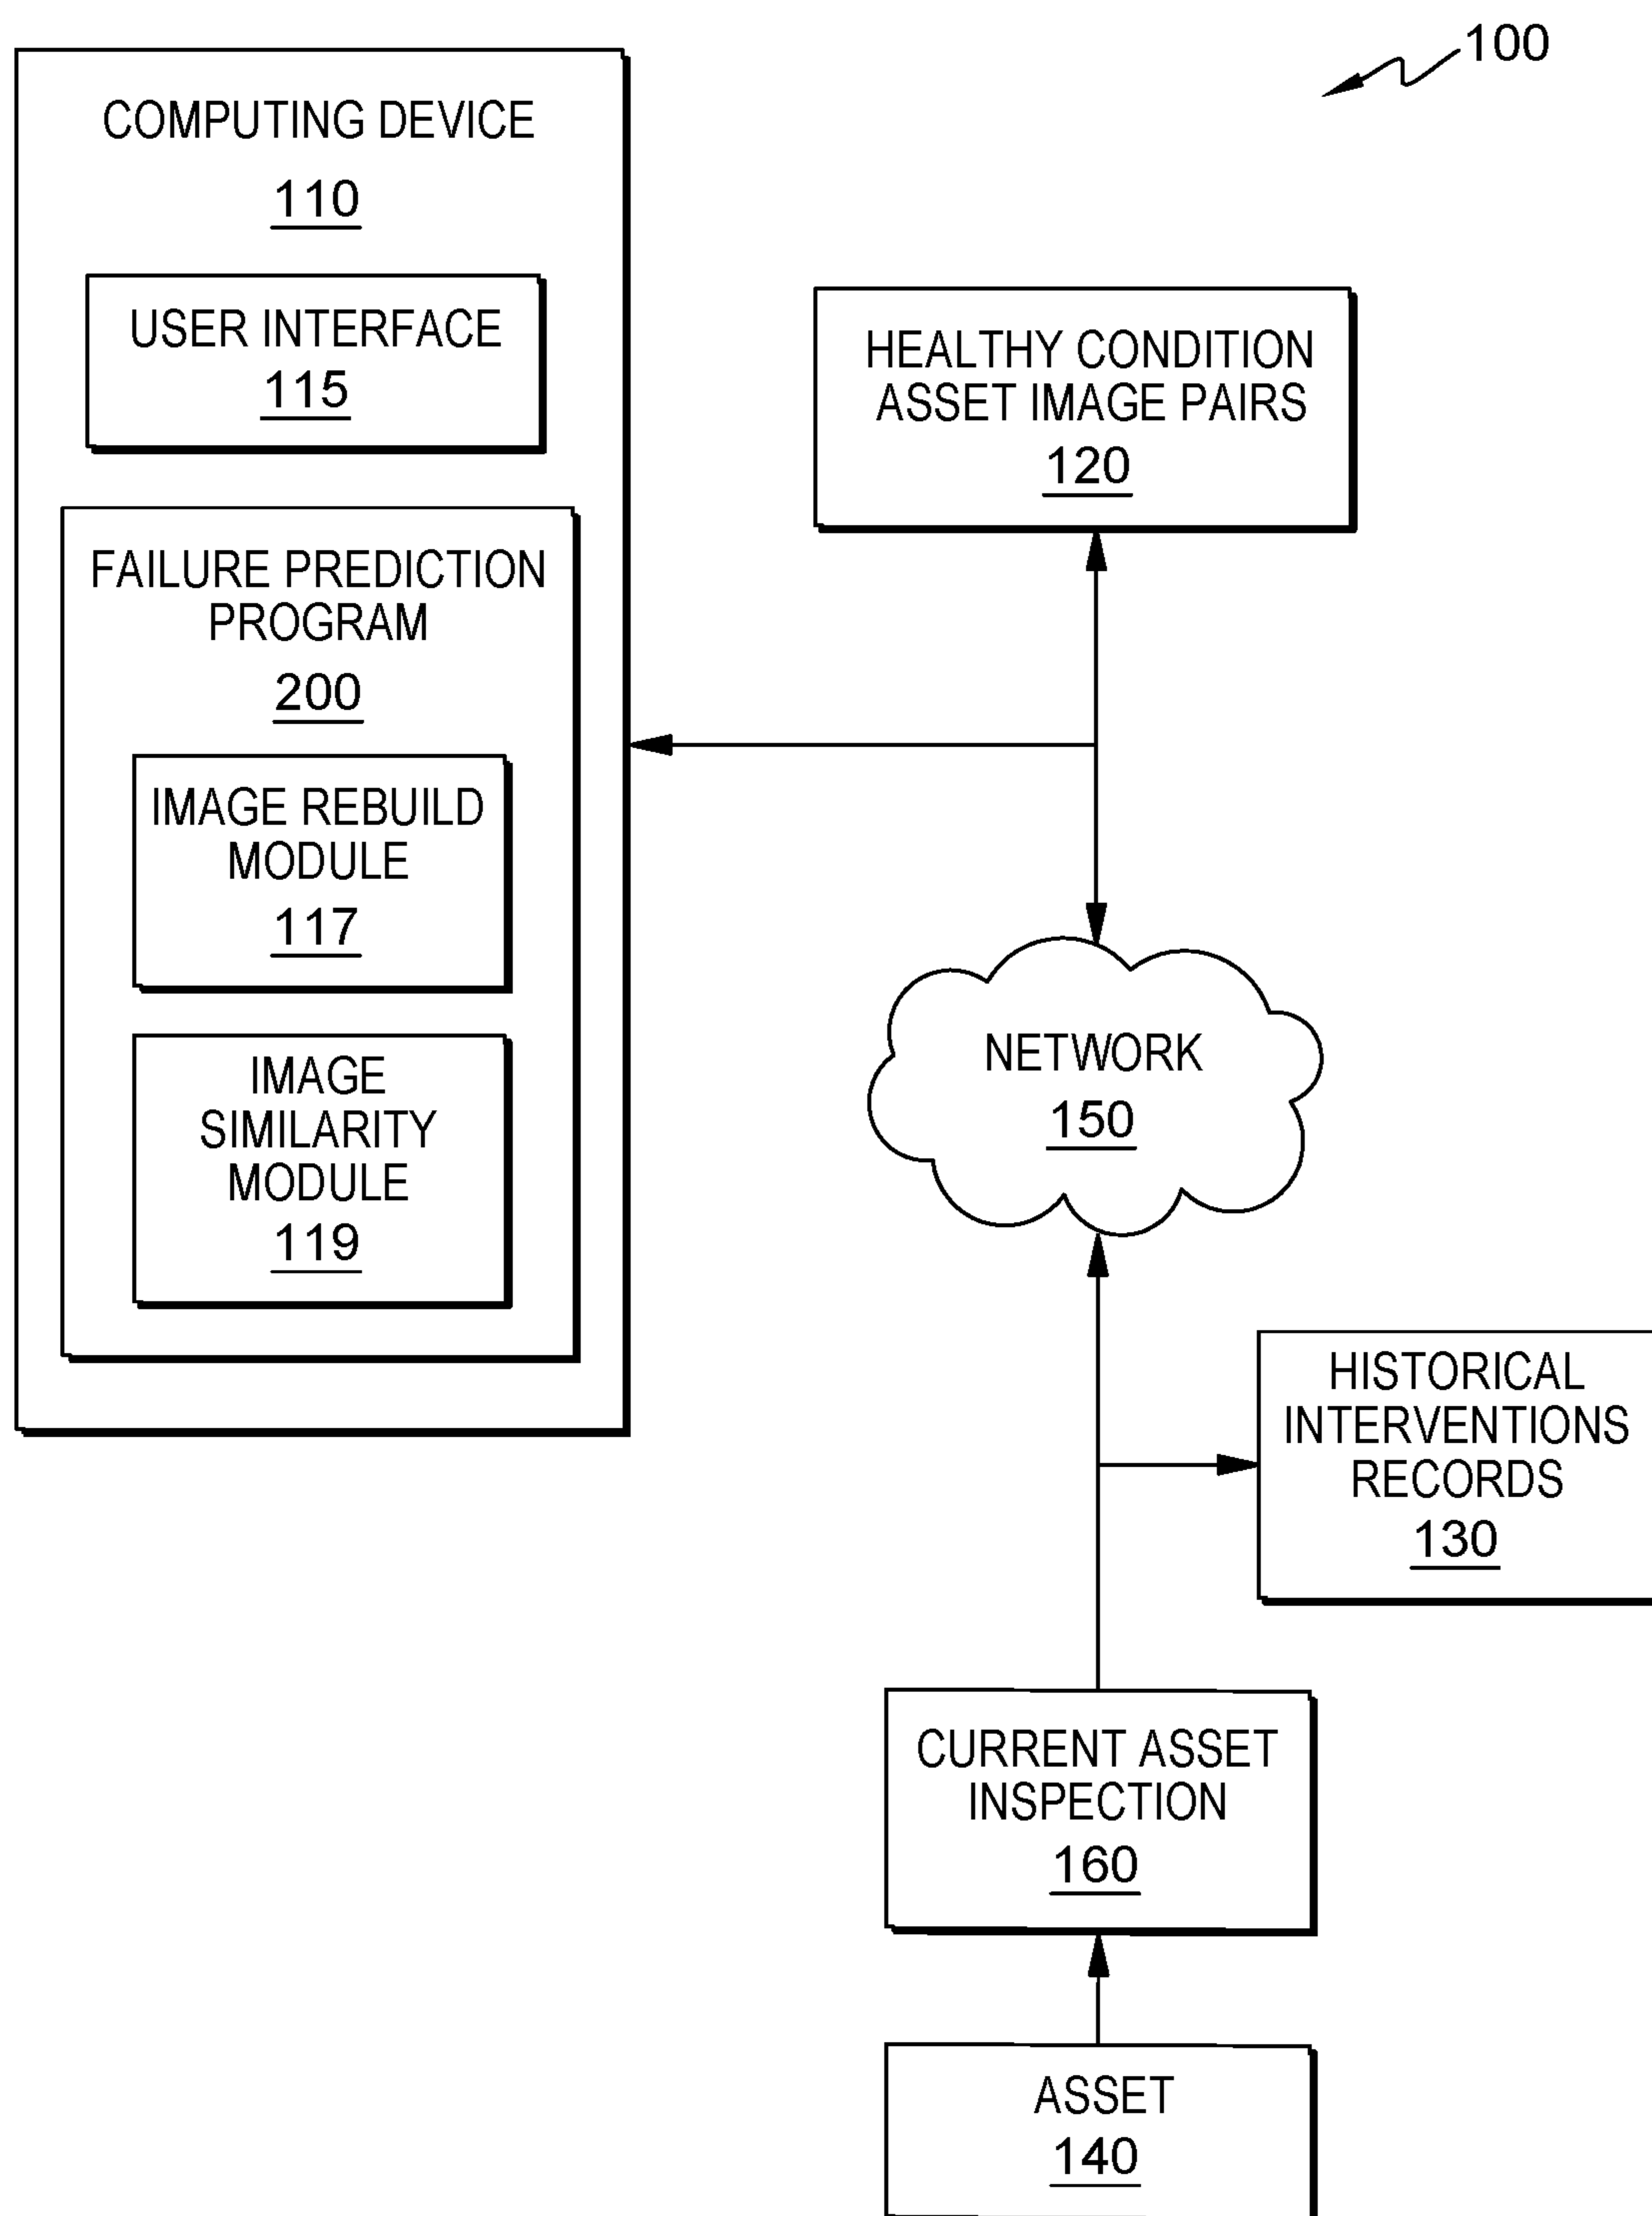 100
COMPUTING DEVICE
110
USER INTERFACE
115
FAILURE PREDICTION
PROGRAM
200
IMAGE REBUILD
MODULE
117
IMAGE
SIMILARITY
MODULE
119
HEALTHY CONDITION
ASSET IMAGE PAIRS
120
NETWORK
150
HISTORICAL
INTERVENTIONS
RECORDS
130
CURRENT ASSET
INSPECTION
160
ASSET
140